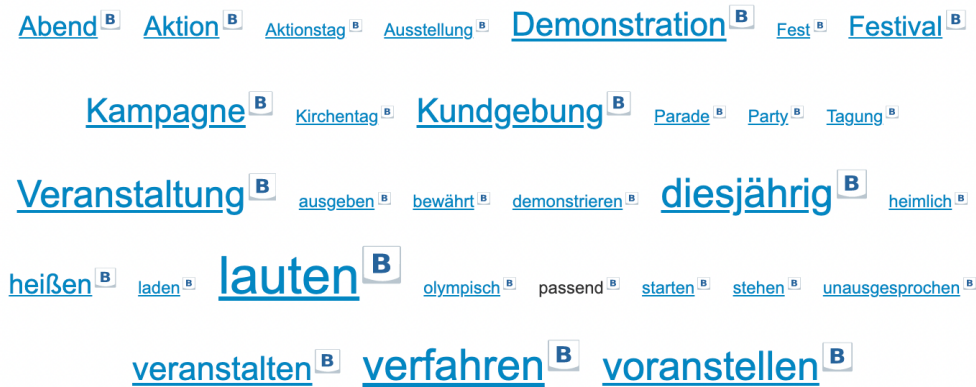 Abend B Aktion B Aktionstag B Ausstellung B Demonstration B Fest B Festival B
Kampagne B Kirchentag B Kundgebung B Parade B Party B Tagung B
Veranstaltung B ausgeben B bewährt B demonstrieren B diesjährig B heimlich B
heißen B laden B lauten B olympisch B passend B starten B stehen B unausgesprochen B
veranstalten B verfahren B voranstellen B